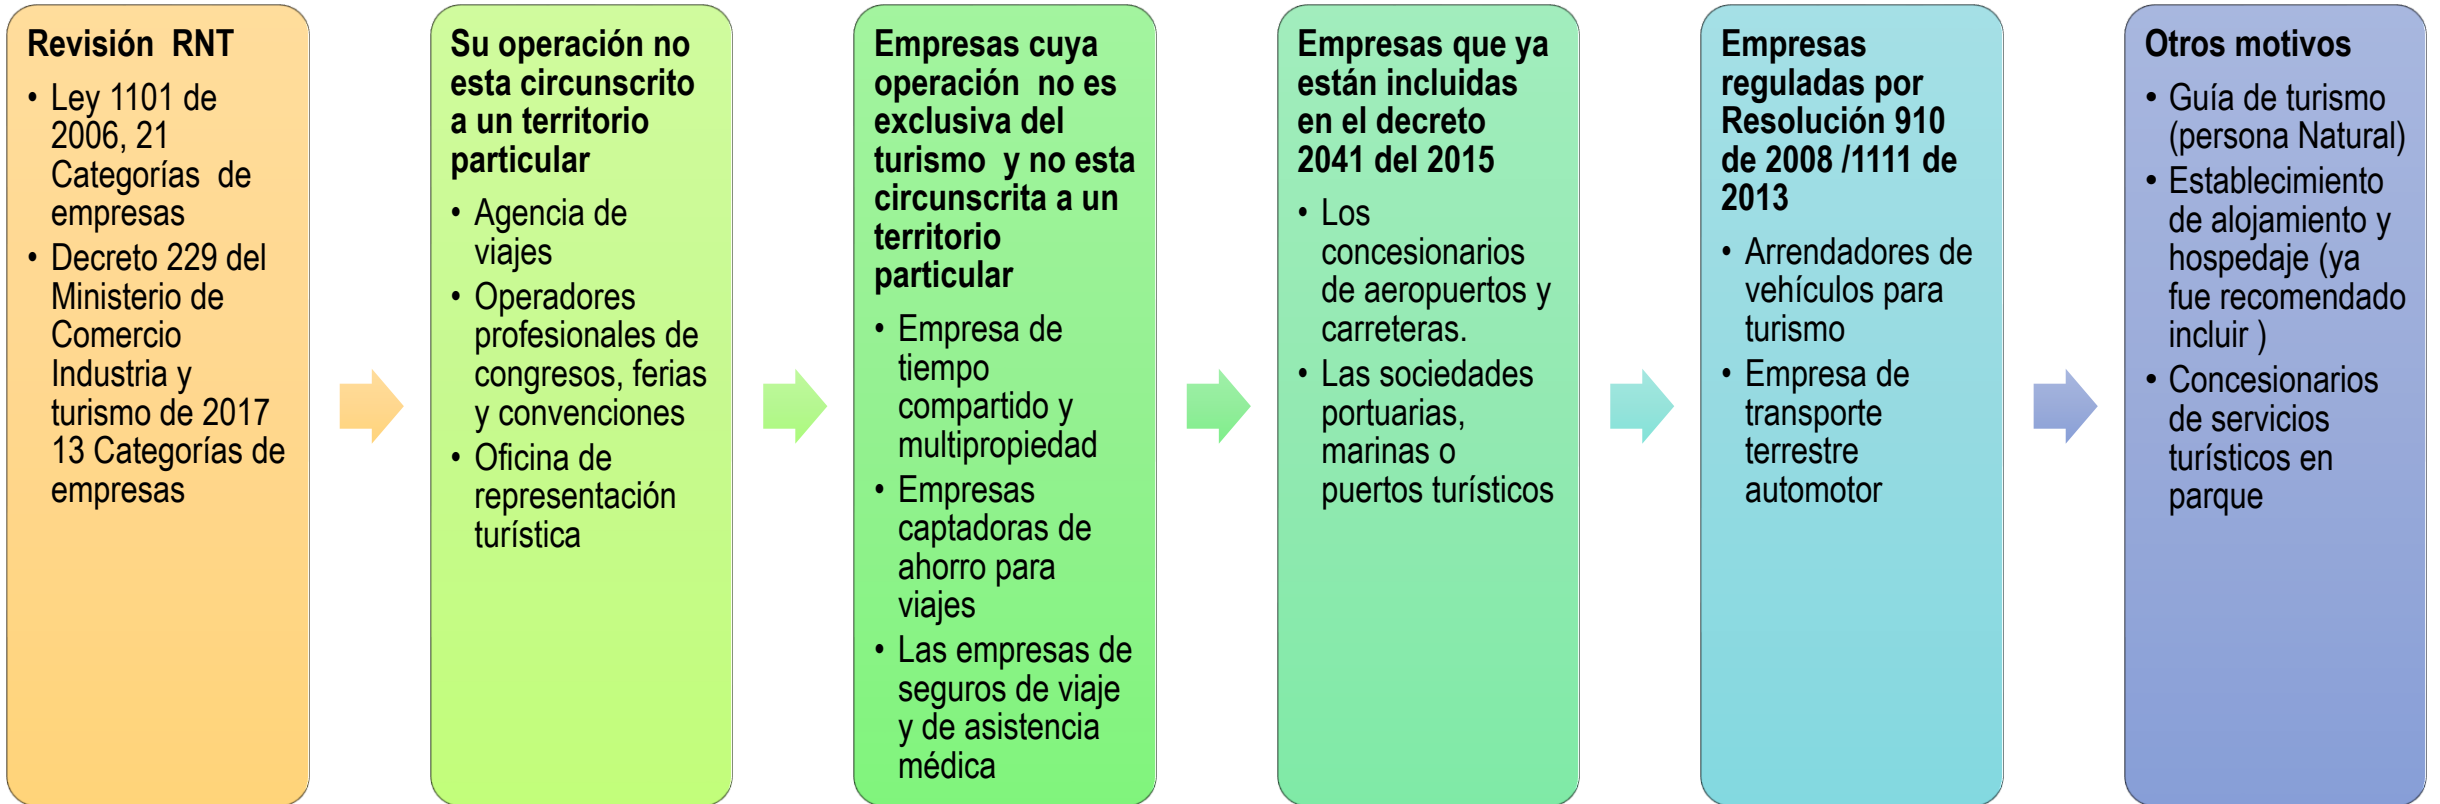 Revisión RNT
• Ley 1101 de
2006, 21
Categorías de
empresas
• Decreto 229 del
Ministerio de
Comercio
Industria y
turismo de 2017
13 Categorías de
empresas
Su operación no
esta circunscrito
a un territorio
particular
• Agencia de
viajes
• Operadores
profesionales de
congresos, ferias
y convenciones
• Oficina de
representación
turística
Empresas cuya
operación no es
exclusiva del
turismo y no esta
circunscrita a un
territorio
particular
• Empresa de
tiempo
compartido y
multipropiedad
• Empresas
captadoras de
ahorro para
viajes
• Las empresas de
seguros de viaje
y de asistencia
médica
Empresas que ya
están incluidas
en el decreto
2041 del 2015
• Los
concesionarios
de aeropuertos y
carreteras.
• Las sociedades
portuarias,
marinas o
puertos turísticos
Empresas
reguladas por
Resolución 910
de 2008 /1111 de
2013
• Arrendadores de
vehículos para
turismo
• Empresa de
transporte
terrestre
automotor
Otros motivos
• Guía de turismo
(persona Natural)
• Establecimiento
de alojamiento y
hospedaje (ya
fue recomendado
incluir )
• Concesionarios
de servicios
turísticos en
parque